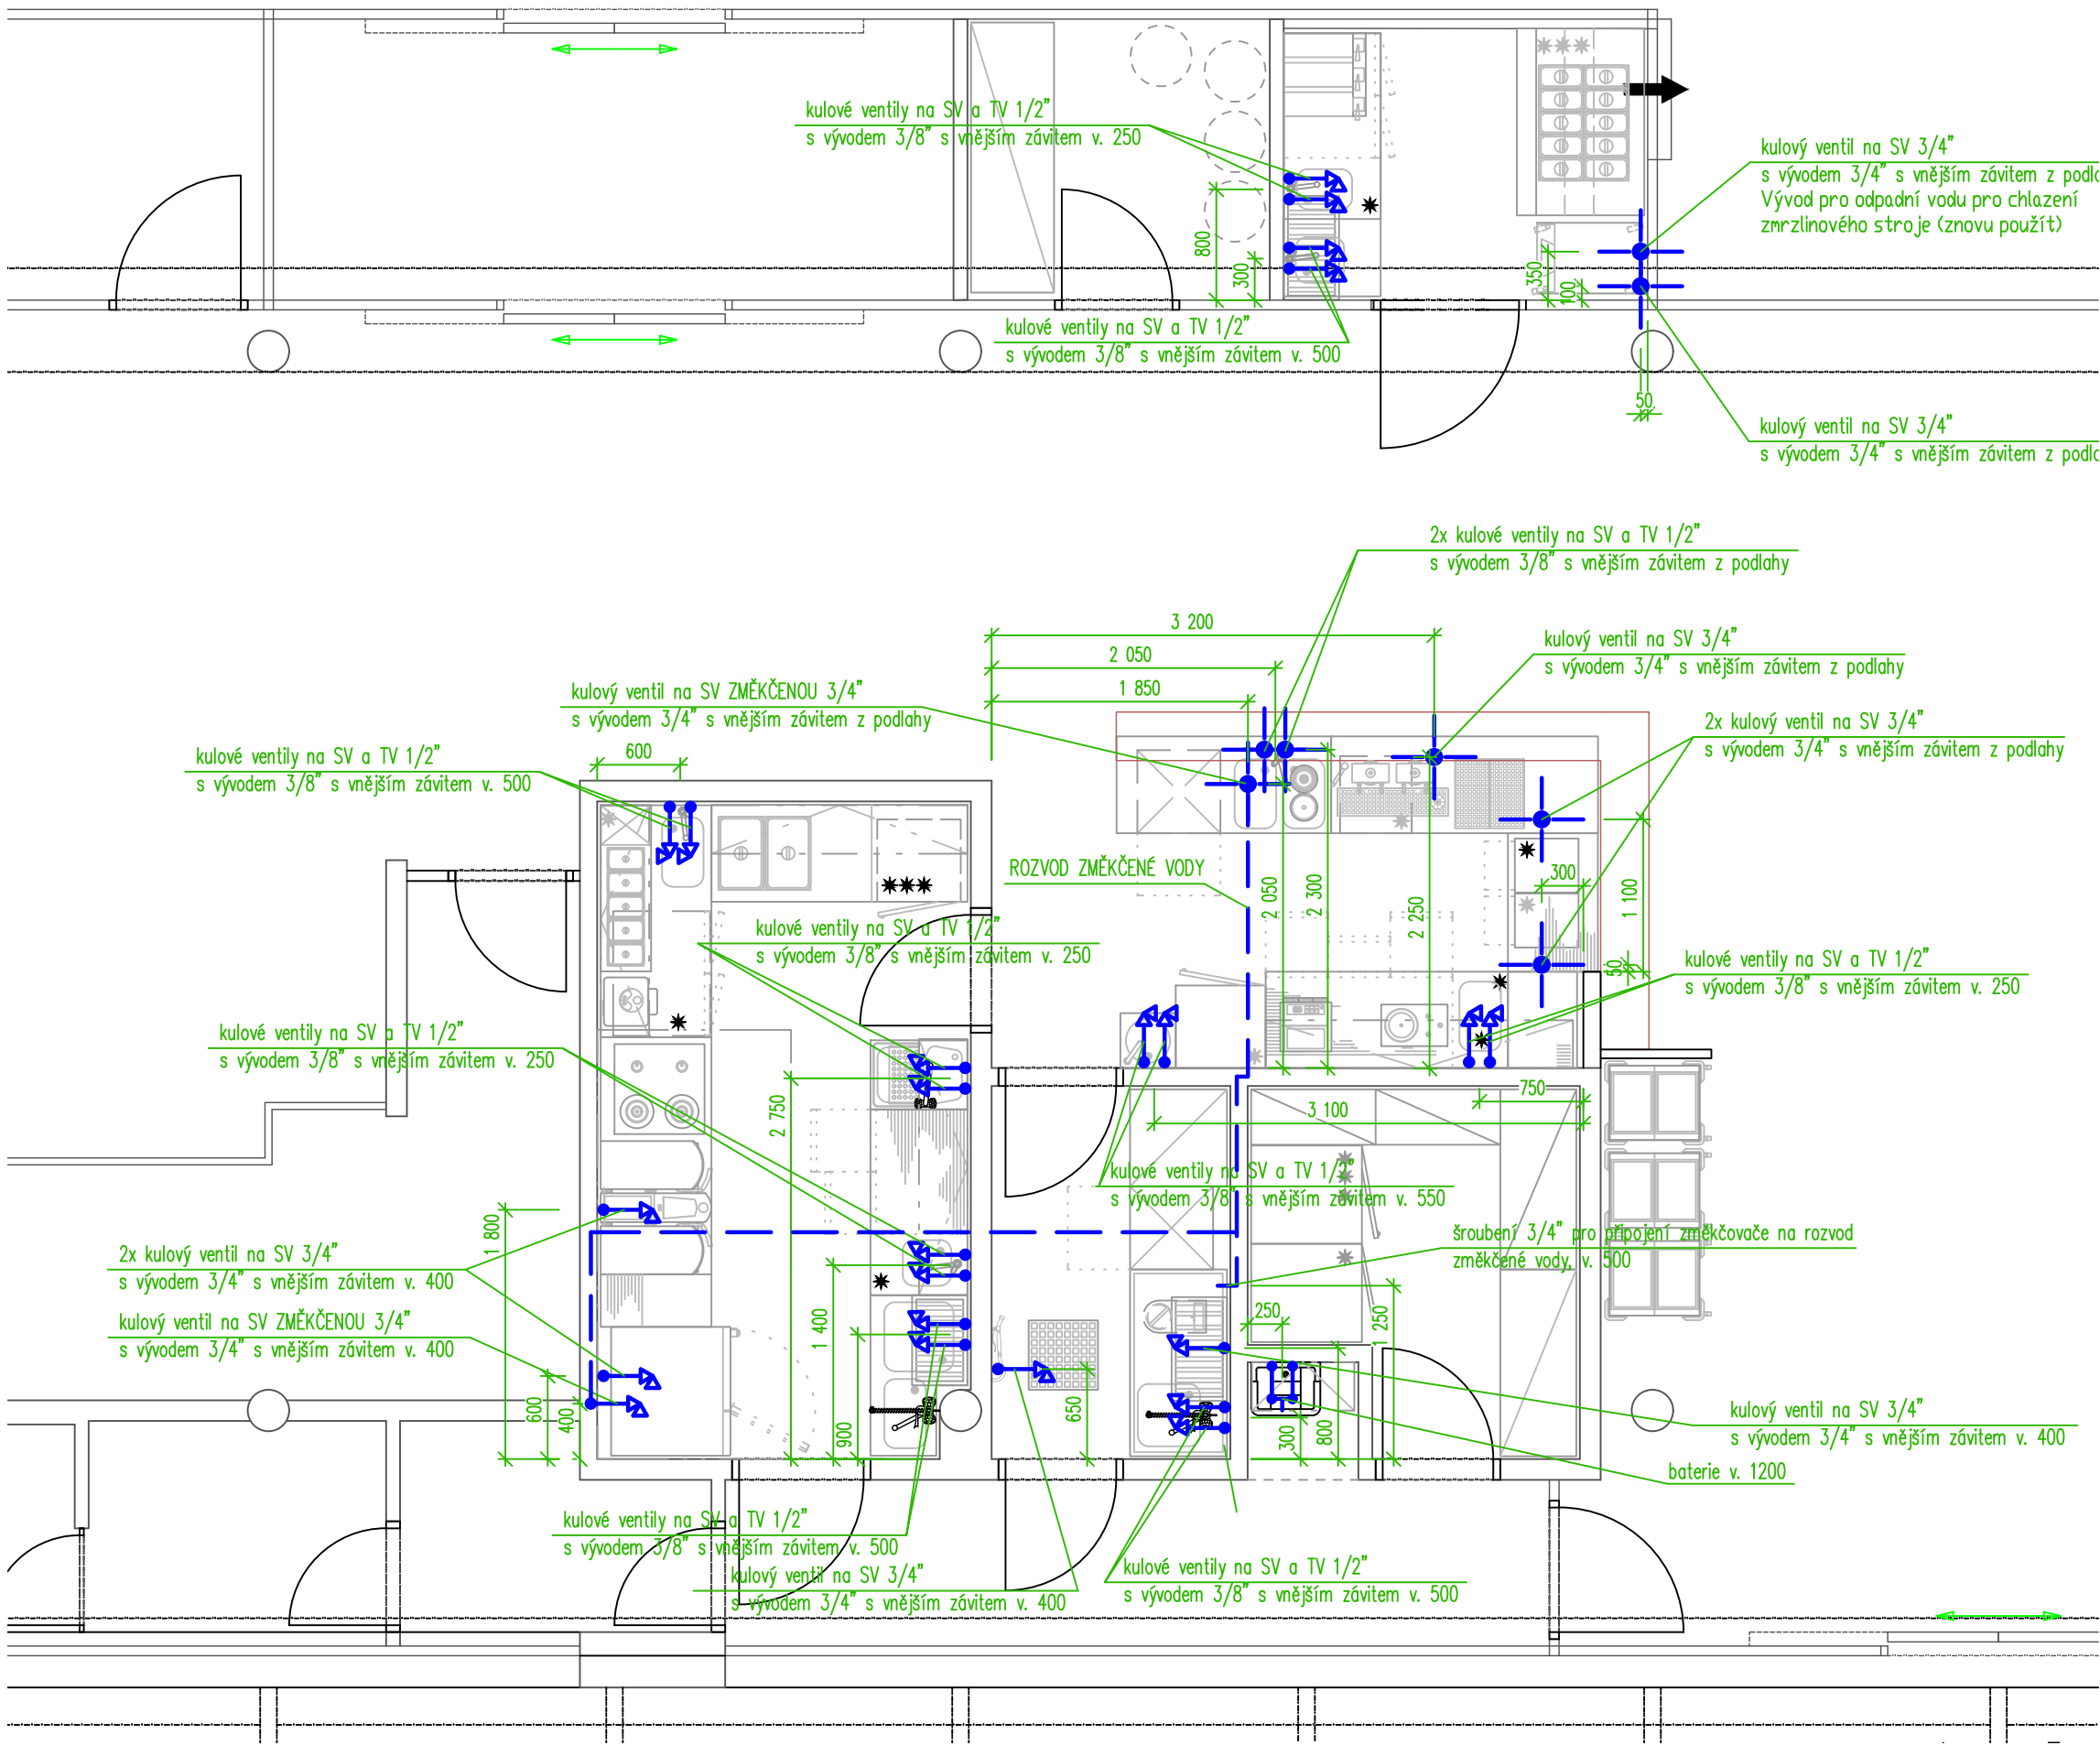 kulové ventily na SV a TV 1/2"
s vývodem 3/8" s vnějším závitem v. 250
kulový ventil na SV 3/4"
s vývodem 3/4" s vnějším závitem z
Vývod pro odpadní vodu pro chlazení
zmrzlinového stroje (znovu použít)
800
300
350
100
kulové ventily na SV a TV 1/2"
s vývodem 3/8" s vnějším závitem v. 500
50
kulový ventil na SV 3/4"
s vývodem 3/4" s vnějším závitem z
2x kulové ventily na SV a TV 1/2"
s vývodem 3/8" s vnějším závitem z podlahy
3 200
2 050
1 850
kulový ventil na SV 3/4"
s vývodem 3/4" s vnějším závitem z podlahy
kulový ventil na SV ZMĚKČENOU 3/4"
s vývodem 3/4" s vnějším závitem z podlahy
2x kulový ventil na SV 3/4"
s vývodem 3/4" s vnějším závitem z podlahy
600
kulové ventily na SV a TV 1/2"
s vývodem 3/8" s vnějším závitem v. 500
ROZVOD ZMĚKČENÉ VODY
2 050
2 300
2 250
300
1 100
50
kulové ventily na SV a TV 1/2"
s vývodem 3/8" s vnějším závitem v. 250
kulové ventily na SV a TV 1/2"
s vývodem 3/8" s vnějším závitem v. 250
kulové ventily na SV a TV 1/2"
s vývodem 3/8" s vnějším závitem v. 250
2 750
750
3 100
kulové ventily na SV a TV 1/2"
s vývodem 3/8" s vnějším závitem v. 550
1 800
2x kulový ventil na SV 3/4"
s vývodem 3/4" s vnějším závitem v. 400
šroubení 3/4" pro připojení změkčovače na rozvod
změkčené vody, v. 500
kulový ventil na SV ZMĚKČENOU 3/4"
s vývodem 3/4" s vnějším závitem v. 400
1 400
250
1 250
600
400
900
650
300
800
kulový ventil na SV 3/4"
s vývodem 3/4" s vnějším závitem v. 400
baterie v. 1200
kulové ventily na SV a TV 1/2"
s vývodem 3/8" s vnějším závitem v. 500
kulový ventil na SV 3/4"
s vývodem 3/4" s vnějším závitem v. 400
kulové ventily na SV a TV 1/2"
s vývodem 3/8" s vnějším závitem v. 500